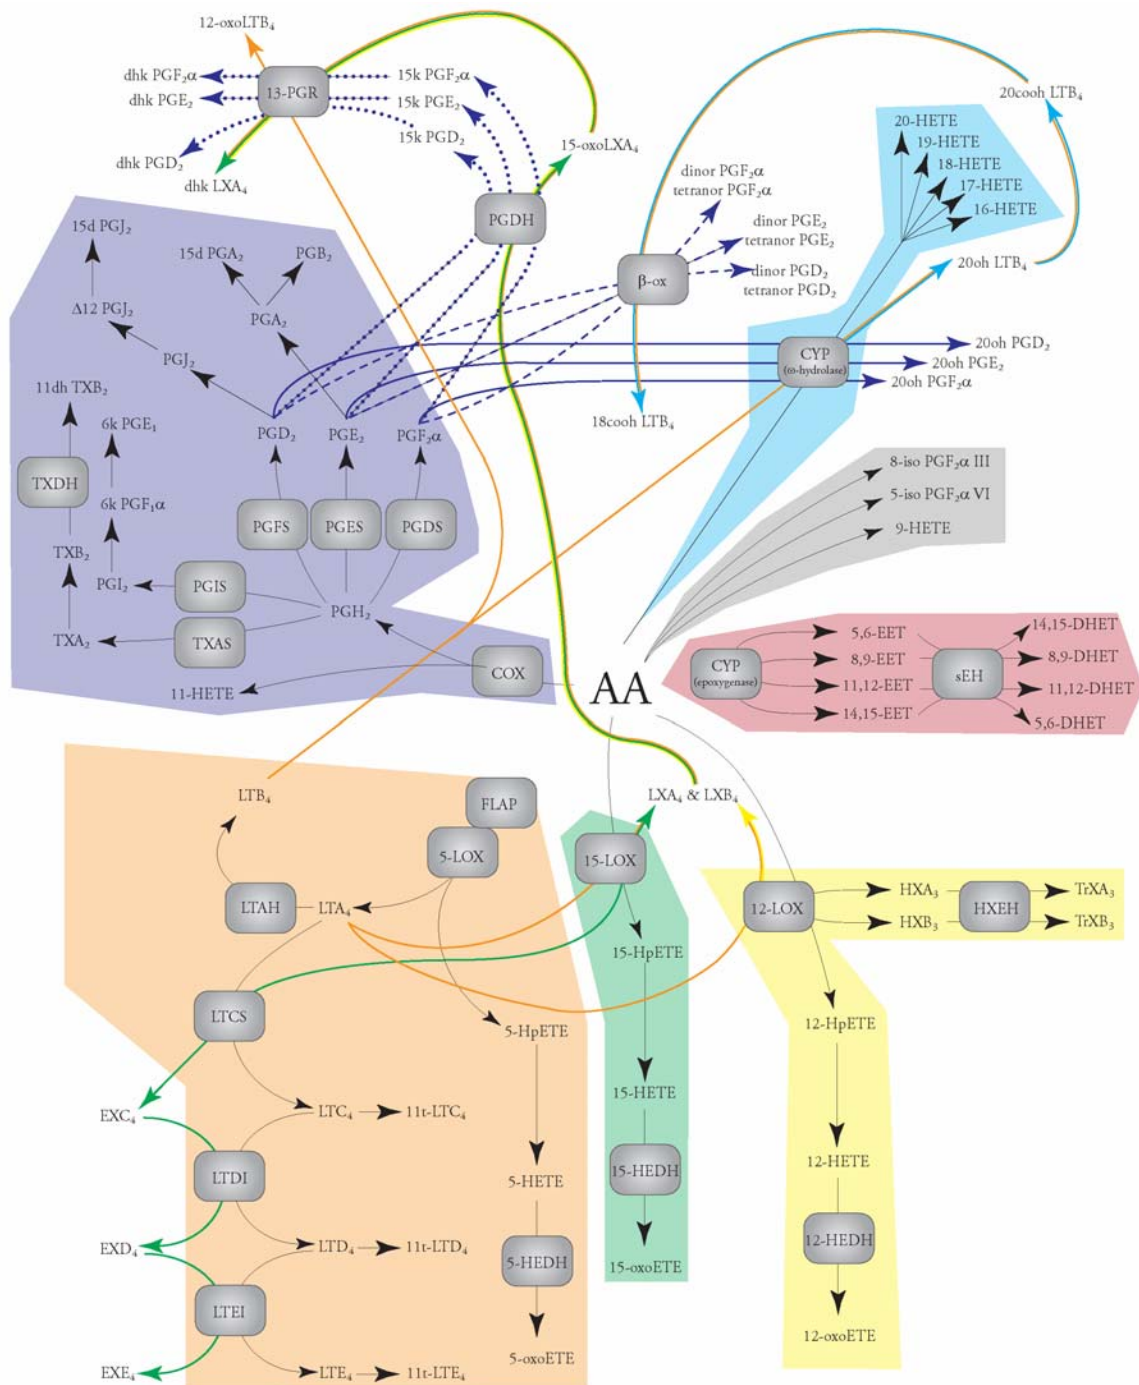 12-oxoLTB₄
dhk PGF₂α
13-PGR
15k PGF₂α
dhk PGE₂
15k PGE₂
15k PGD₂
dhk PGD₂
dhk LXA₄
15-oxoLXA₄
20cooh LTB₄
20-HETE
19-HETE
18-HETE
17-HETE
16-HETE
dinor PGF₂α
tetranor PGF₂α
PGDH
dinor PGE₂
tetranor PGE₂
15d PGJ₂
15d PGA₂
PGB₂
β-ox
dinor PGD₂
tetranor PGD₂
20oh LTB₄
Δ12 PGJ₂
PGA₂
PGJ₂
CYP
(ω-hydrolase)
20oh PGD₂
20oh PGE₂
20oh PGF₂α
11dh TXB₂
6k PGE₁
PGD₂
PGE₂
PGF₂α
18cooh LTB₄
TXDH
8-iso PGF₂α III
5-iso PGF₂α VI
9-HETE
6k PGF₁α
PGFS
PGES
PGDS
TXB₂
PGI₂
PGIS
PGH₂
TXA₂
TXAS
COX
11-HETE
AA
CYP
(epoxygenase)
5,6-EET
8,9-EET
11,12-EET
14,15-EET
sEH
14,15-DHET
8,9-DHET
11,12-DHET
5,6-DHET
LTB₄
FLAP
5-LOX
LXA₄ & LXB₄
15-LOX
LTAH
LTA₄
12-LOX
HXA₃
HXB₃
HXEH
TrXA₃
TrXB₃
15-HpETE
LTCS
5-HpETE
12-HpETE
EXC₄
LTC₄
11t-LTC₄
15-HETE
LTDI
5-HETE
15-HEDH
12-HETE
EXD₄
LTD₄
11t-LTD₄
5-HEDH
15-oxoETE
12-HEDH
LTEI
EXE₄
LTE₄
11t-LTE₄
5-oxoETE
12-oxoETE